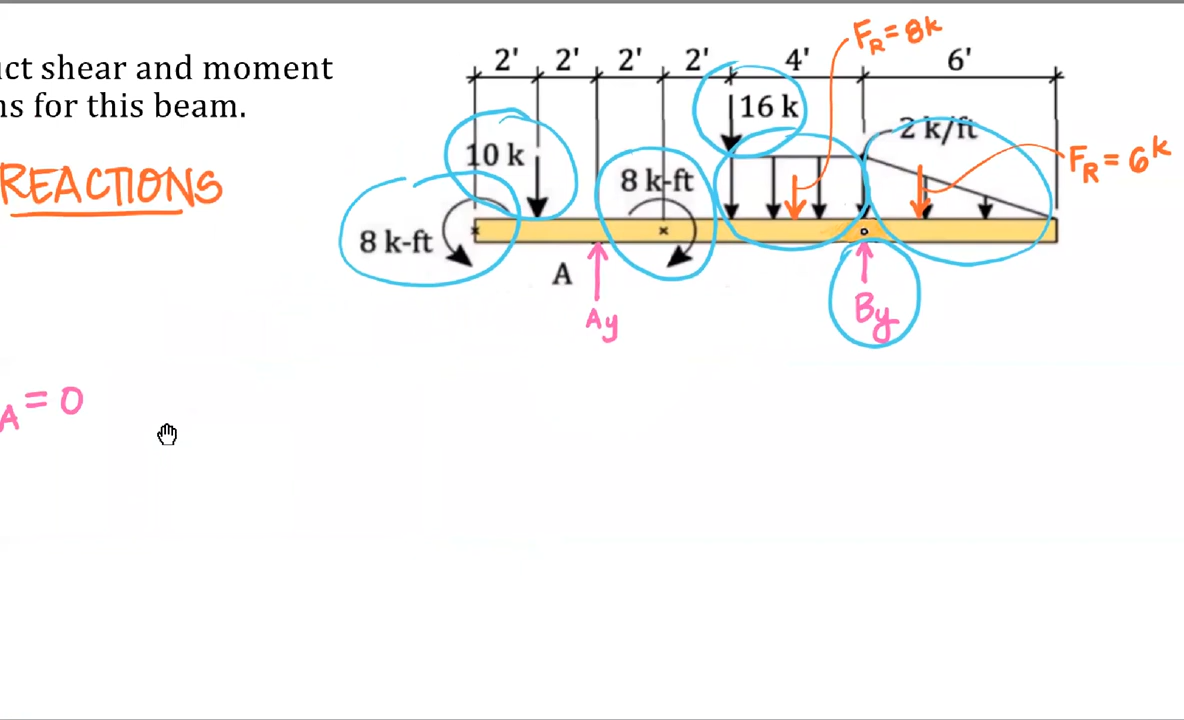 2' 2' 2' 2' 4' 6'
F_R = 8k
uct shear and moment
ns for this beam.
16 k
2 k/ft
10 k
8 k-ft
F_R = 6k
REACTIONS
8 k-ft
A
Ay
By
A = 0